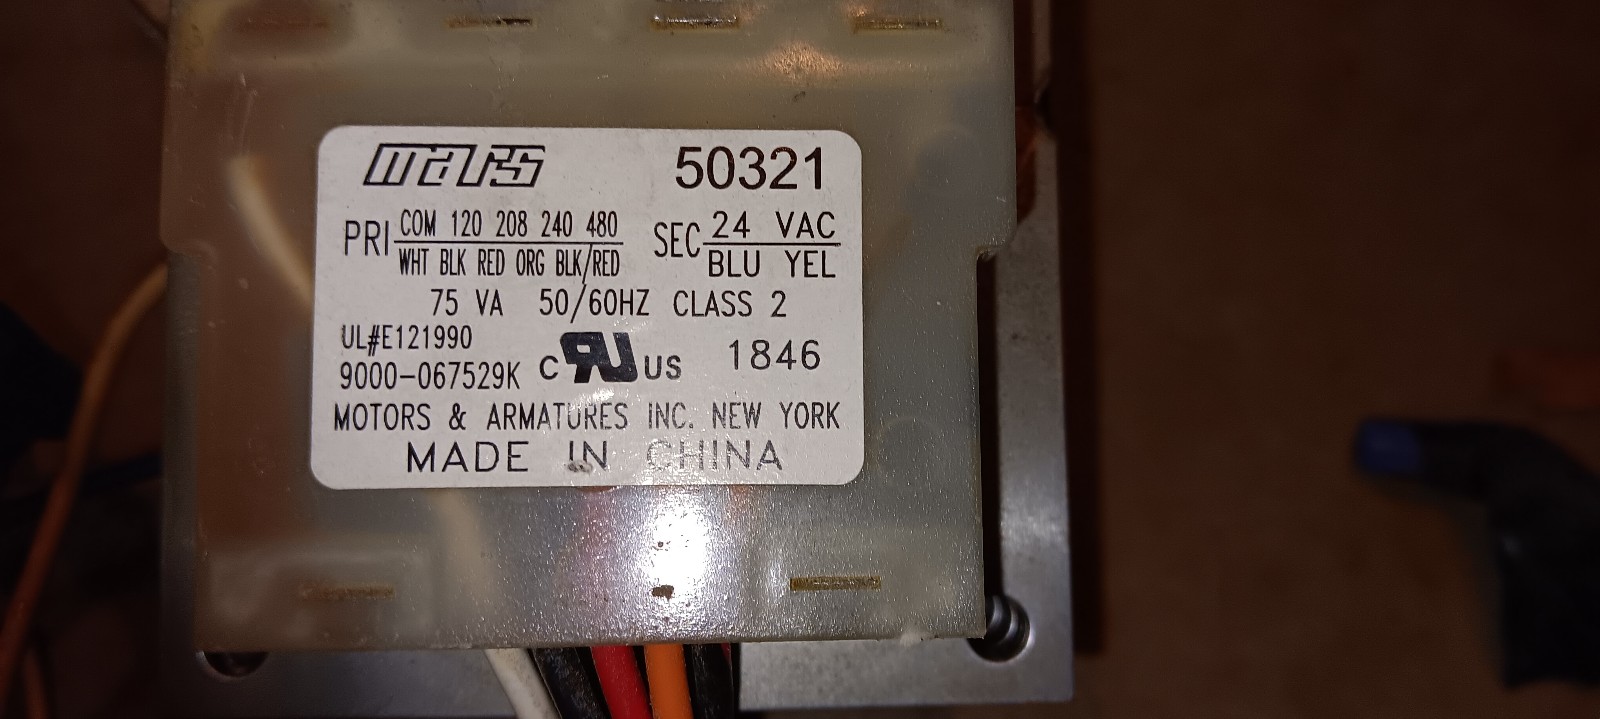 mars 50321
PRI COM 120 208 240 480 SEC 24 VAC
WHT BLK RED ORG BLK/RED BLU YEL
75 VA 50/60HZ CLASS 2
UL#E121990
9000-067529K c RU US 1846
MOTORS & ARMATURES INC. NEW YORK
MADE IN CHINA